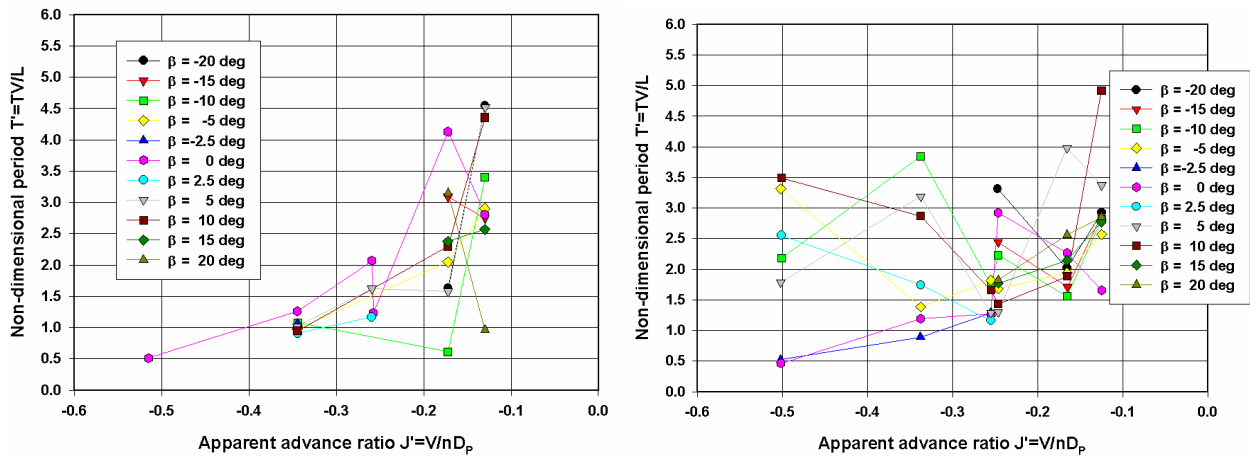 Non-dimensional period T'=TV/L
6.0
5.5
5.0
4.5
4.0
3.5
3.0
2.5
2.0
1.5
1.0
0.5
0.0
β = -20 deg
β = -15 deg
β = -10 deg
β = -5 deg
β =-2.5 deg
β = 0 deg
β = 2.5 deg
β = 5 deg
β = 10 deg
β = 15 deg
β = 20 deg
-0.6 -0.5 -0.4 -0.3 -0.2 -0.1 0.0
Apparent advance ratio J'=V/nD_P
Non-dimensional period T'=TV/L
6.0
5.5
5.0
4.5
4.0
3.5
3.0
2.5
2.0
1.5
1.0
0.5
0.0
β = -20 deg
β = -15 deg
β = -10 deg
β = -5 deg
β =-2.5 deg
β = 0 deg
β = 2.5 deg
β = 5 deg
β = 10 deg
β = 15 deg
β = 20 deg
-0.6 -0.5 -0.4 -0.3 -0.2 -0.1 0.0
Apparent advance ratio J'=V/nD_P